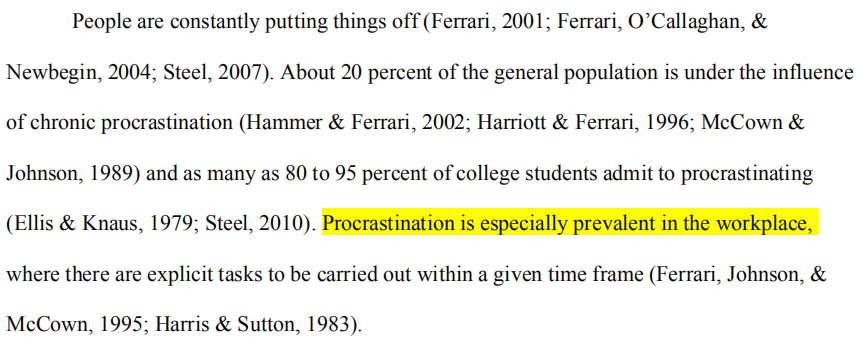 People are constantly putting things off (Ferrari, 2001; Ferrari, O’Callaghan, &
Newbegin, 2004; Steel, 2007). About 20 percent of the general population is under the influence
of chronic procrastination (Hammer & Ferrari, 2002; Harriott & Ferrari, 1996; McCown &
Johnson, 1989) and as many as 80 to 95 percent of college students admit to procrastinating
(Ellis & Knaus, 1979; Steel, 2010). Procrastination is especially prevalent in the workplace,
where there are explicit tasks to be carried out within a given time frame (Ferrari, Johnson, &
McCown, 1995; Harris & Sutton, 1983).